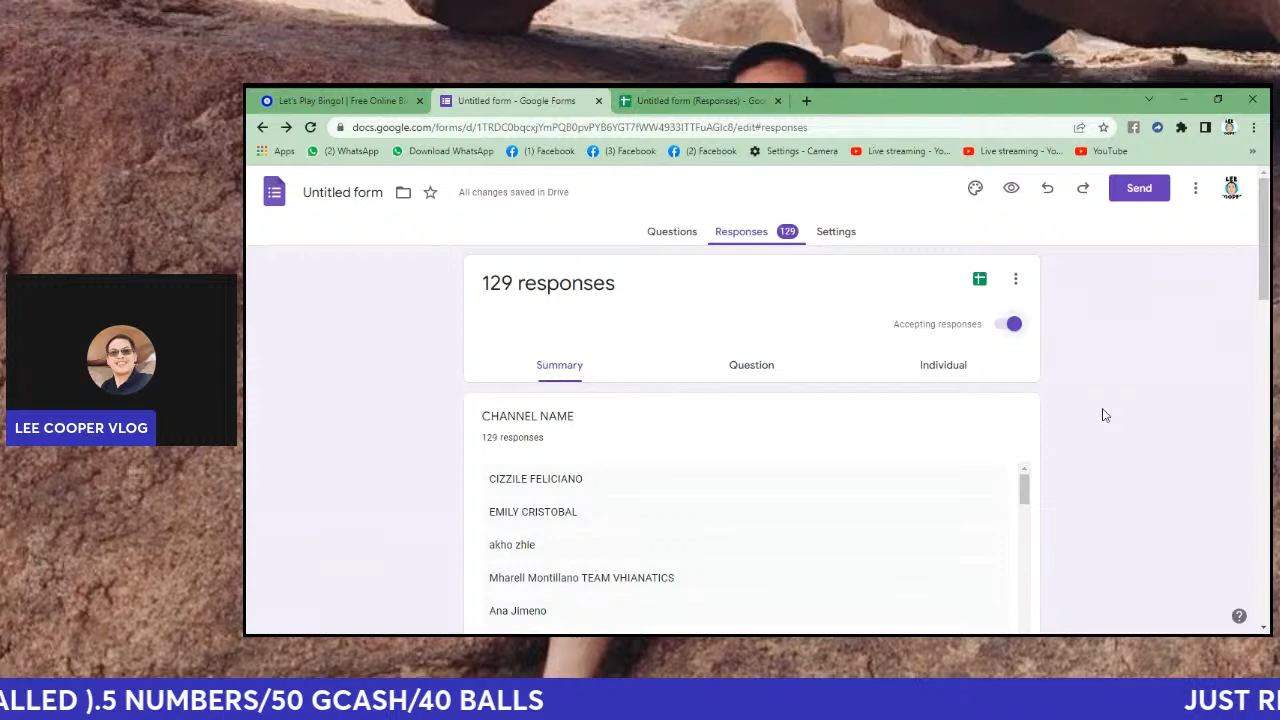 Let's Play Bingo! | Free Online Bi
Untitled form - Google Forms
Untitled form (Responses) - Goo
docs.google.com/forms/d/1TRDC0bqcxjYmPQB0pvPYB6YGT7fWW4933ITTFuAGIc8/edit#responses
Apps
(2) WhatsApp
Download WhatsApp
(1) Facebook
(3) Facebook
(2) Facebook
Settings - Camera
Live streaming - Yo...
Live streaming - Yo...
YouTube
Untitled form
All changes saved in Drive
Send
Questions
Responses 129
Settings
129 responses
Accepting responses
Summary
Question
Individual
CHANNEL NAME
129 responses
CIZZILE FELICIANO
EMILY CRISTOBAL
akho zhie
Mharell Montillano TEAM VHIANATICS
Ana Jimeno
LEE COOPER VLOG
ALLED ).5 NUMBERS/50 GCASH/40 BALLS
JUST RE